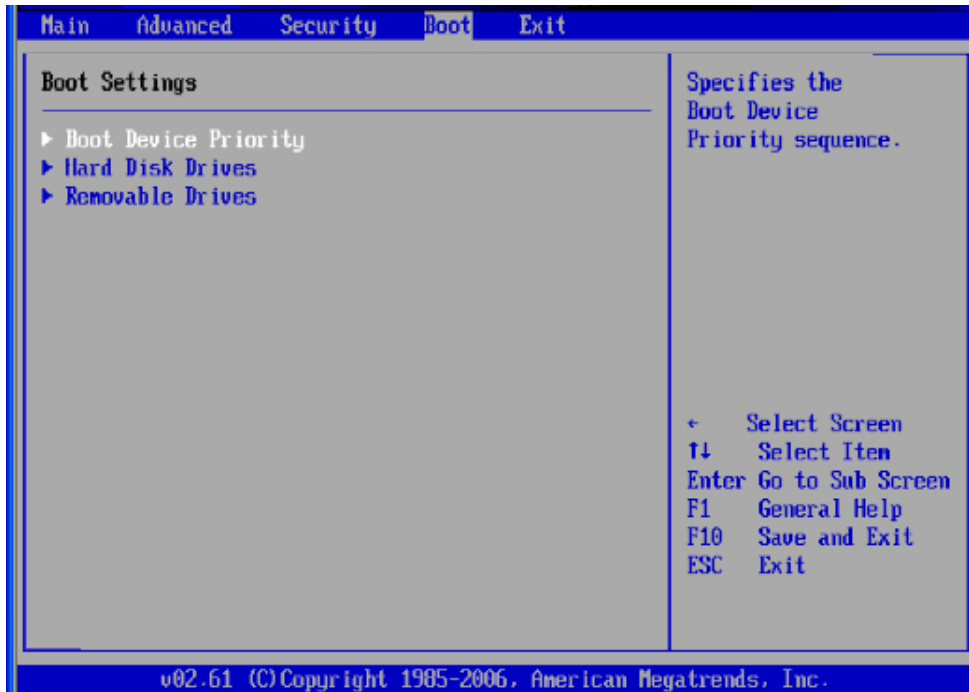 Main Advanced Security Boot Exit
Boot Settings
▶ Boot Device Priority
▶ Hard Disk Drives
▶ Removable Drives
Specifies the
Boot Device
Priority sequence.
← Select Screen
↑↓ Select Item
Enter Go to Sub Screen
F1 General Help
F10 Save and Exit
ESC Exit
v02.61 (C)Copyright 1985-2006, American Megatrends, Inc.